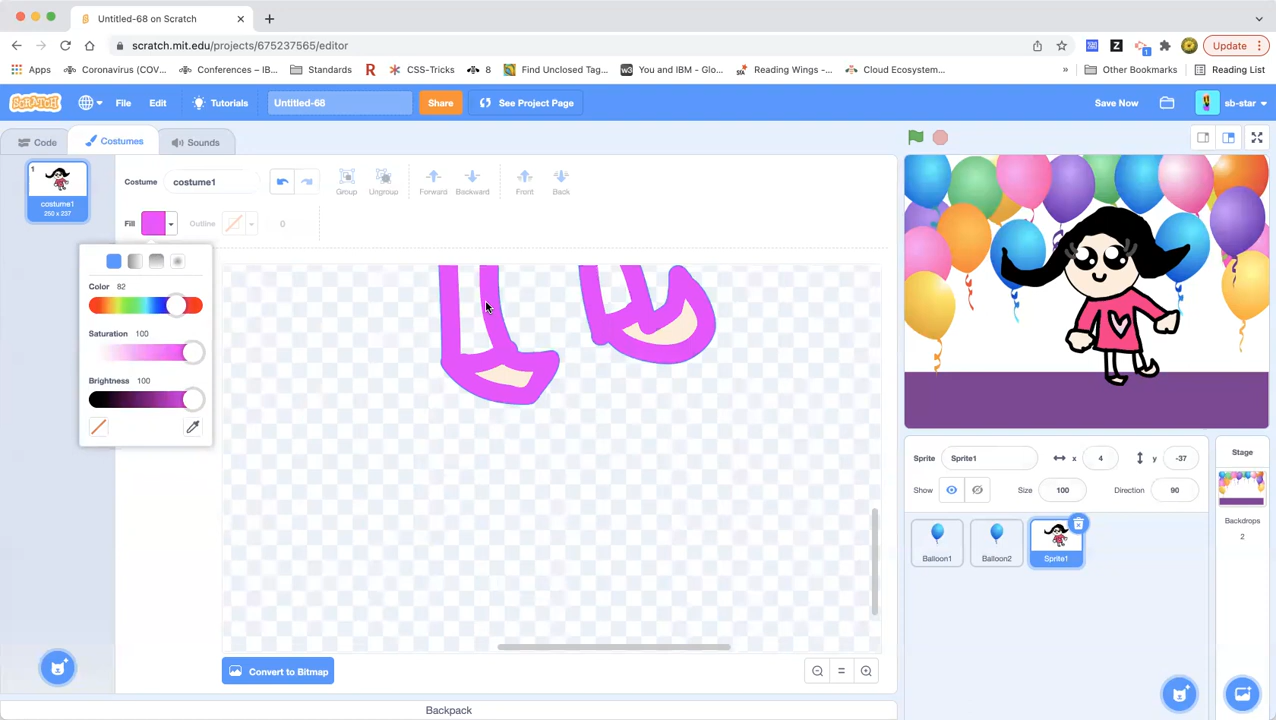 Untitled-68 on Scratch
scratch.mit.edu/projects/675237565/editor
Update
Apps
Coronavirus (COV...
Conferences – IB...
Standards
R
CSS-Tricks
8
Find Unclosed Tag...
w3
You and IBM - Glo...
Reading Wings -...
Cloud Ecosystem...
»
Other Bookmarks
Reading List
SCRATCH
File
Edit
Tutorials
Untitled-68
Share
See Project Page
Save Now
sb-star
Code
Costumes
Sounds
1
costume1
250 x 237
Costume
costume1
Group
Ungroup
Forward
Backward
Front
Back
Fill
Outline
0
Color 82
Saturation 100
Brightness 100
Convert to Bitmap
Backpack
Sprite
Sprite1
x
4
y
-37
Show
Size
100
Direction
90
Balloon1
Balloon2
Sprite1
Stage
Backdrops
2